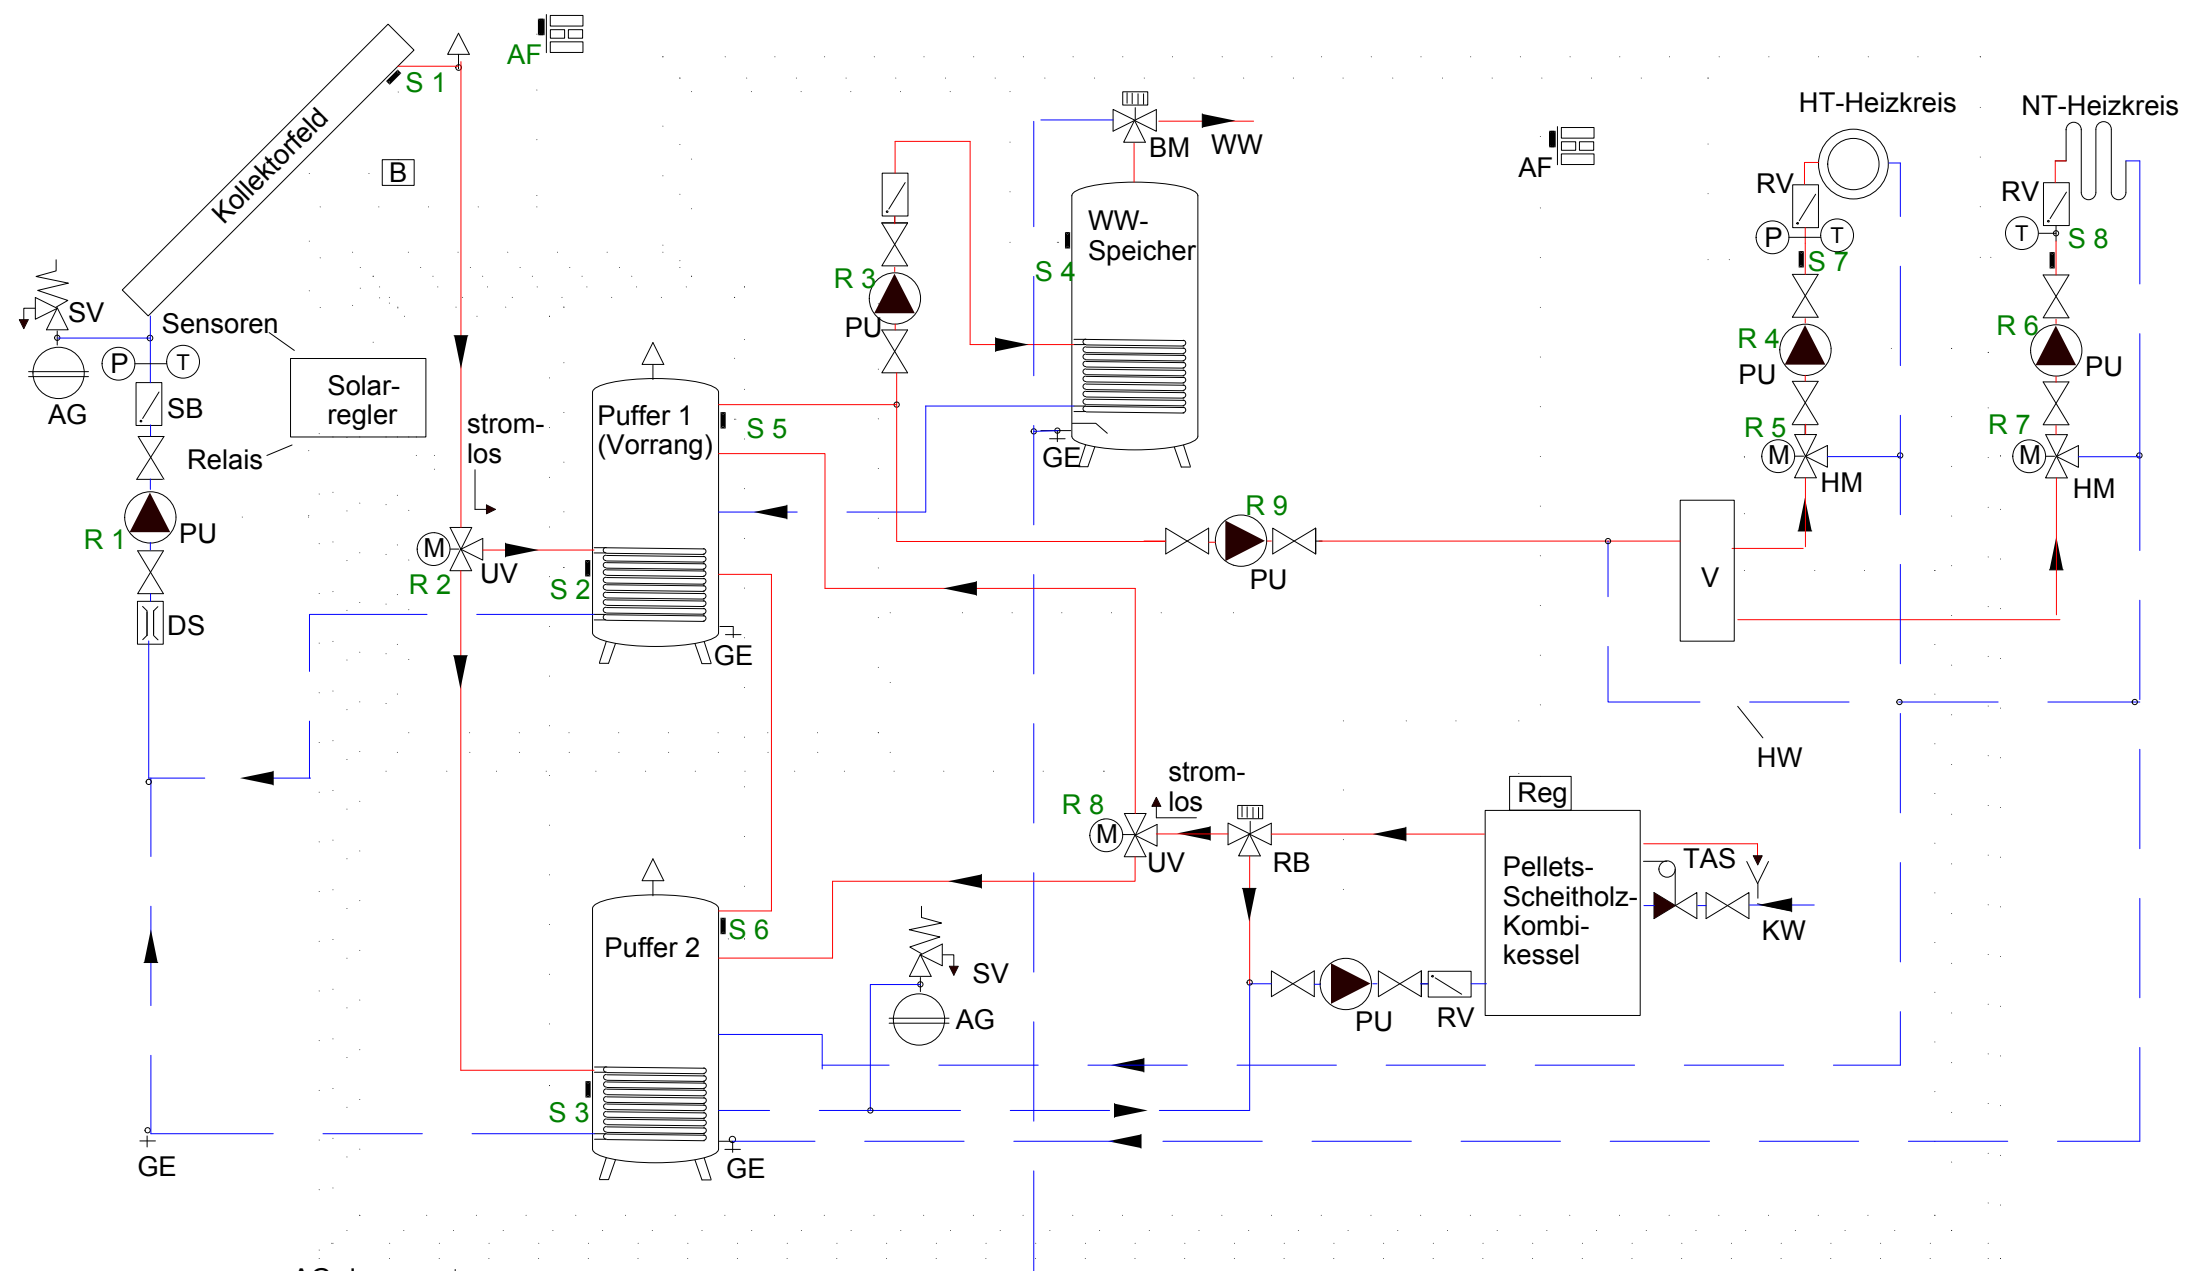 AF
S 1
HT-Heizkreis
NT-Heizkreis
Kollektorfeld
B
BM
WW
AF
RV
RV
WW-
Speicher
P
T
T
S 8
S 7
S 4
R 3
PU
SV
Sensoren
P
T
AG
SB
Solar-
regler
Relais
R 4
PU
R 6
PU
strom-
los
Puffer 1
(Vorrang)
S 5
GE
R 5
M
HM
R 7
M
HM
R 1
PU
M
R 2
UV
S 2
R 9
PU
V
DS
GE
HW
strom-
los
R 8
M
UV
RB
Reg
Pellets-
Scheitholz-
Kombi-
kessel
TAS
KW
Puffer 2
S 6
SV
AG
PU
RV
S 3
GE
GE